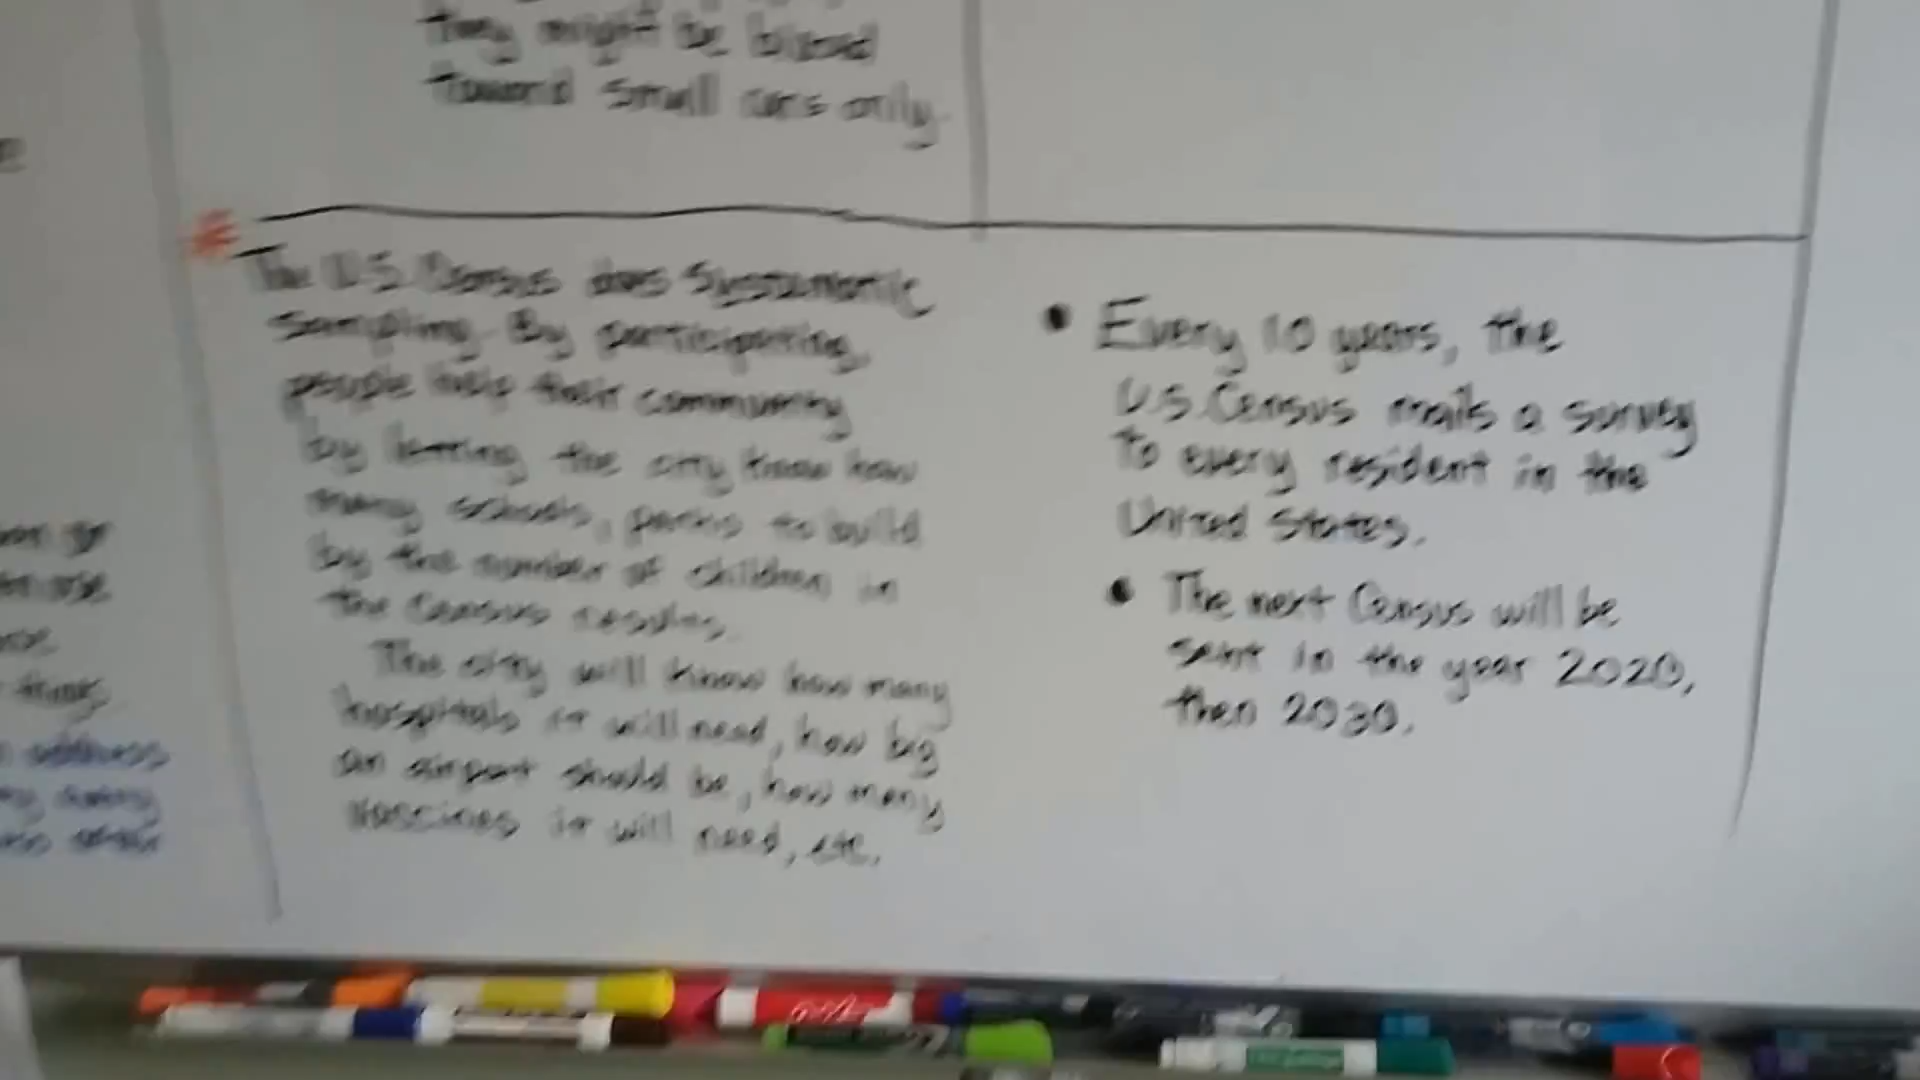 they might be biased
toward small cars only.
The U.S. Census does systematic
sampling. By participating,
people help their community
by letting the city know how
many schools, parks to build
by the number of children in
the Census results.
The city will know how many
hospitals it will need, how big
an airport should be, how many
vaccines it will need, etc.
• Every 10 years, the
U.S. Census mails a survey
to every resident in the
United States.
• The next Census will be
sent in the year 2020,
then 2030.
address